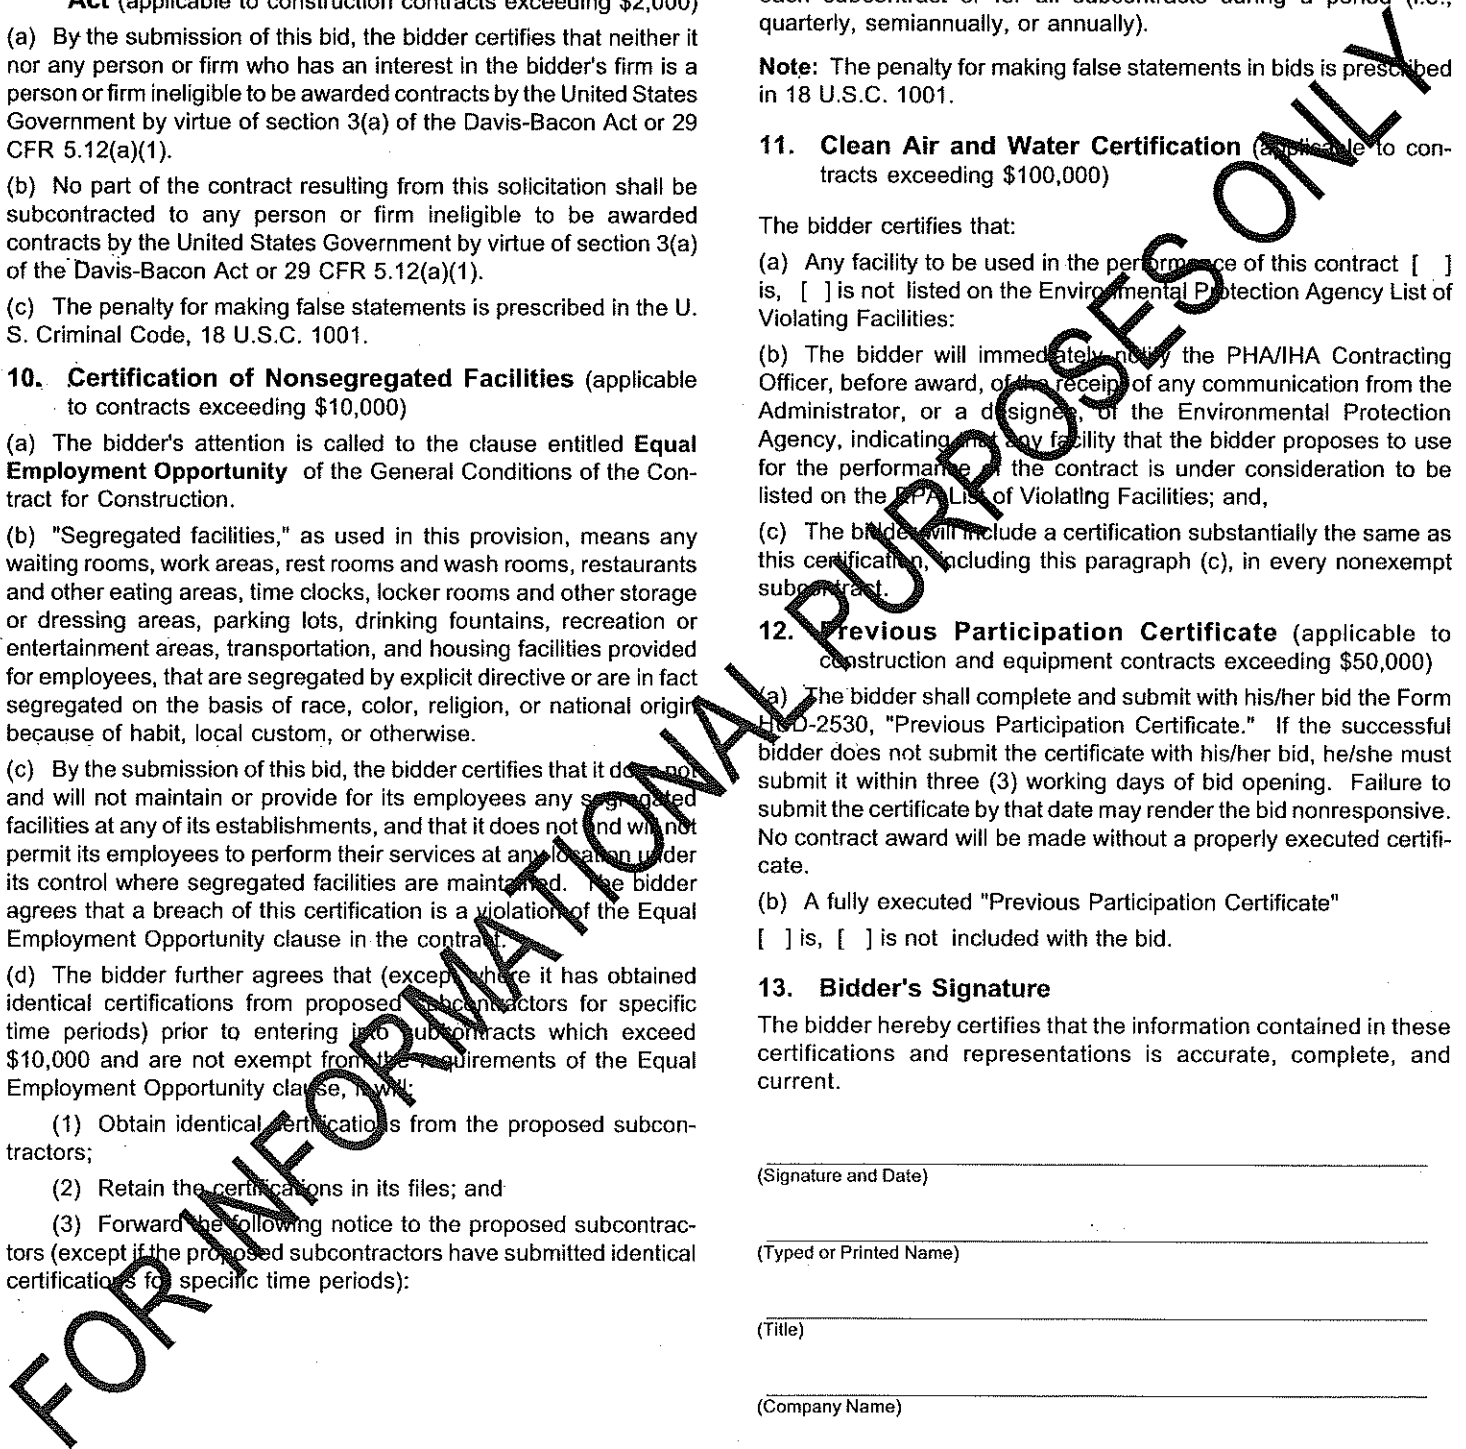 Act (applicable to construction contracts exceeding $2,000)
(a) By the submission of this bid, the bidder certifies that neither it
nor any person or firm who has an interest in the bidder's firm is a
person or firm ineligible to be awarded contracts by the United States
Government by virtue of section 3(a) of the Davis-Bacon Act or 29
CFR 5.12(a)(1).
(b) No part of the contract resulting from this solicitation shall be
subcontracted to any person or firm ineligible to be awarded
contracts by the United States Government by virtue of section 3(a)
of the Davis-Bacon Act or 29 CFR 5.12(a)(1).
(c) The penalty for making false statements is prescribed in the U.
S. Criminal Code, 18 U.S.C. 1001.
10. Certification of Nonsegregated Facilities (applicable
to contracts exceeding $10,000)
(a) The bidder's attention is called to the clause entitled Equal
Employment Opportunity of the General Conditions of the Con-
tract for Construction.
(b) "Segregated facilities," as used in this provision, means any
waiting rooms, work areas, rest rooms and wash rooms, restaurants
and other eating areas, time clocks, locker rooms and other storage
or dressing areas, parking lots, drinking fountains, recreation or
entertainment areas, transportation, and housing facilities provided
for employees, that are segregated by explicit directive or are in fact
segregated on the basis of race, color, religion, or national origin
because of habit, local custom, or otherwise.
(c) By the submission of this bid, the bidder certifies that it does not
and will not maintain or provide for its employees any segregated
facilities at any of its establishments, and that it does not and will not
permit its employees to perform their services at any location under
its control where segregated facilities are maintained. The bidder
agrees that a breach of this certification is a violation of the Equal
Employment Opportunity clause in the contract.
(d) The bidder further agrees that (except where it has obtained
identical certifications from proposed subcontractors for specific
time periods) prior to entering into subcontracts which exceed
$10,000 and are not exempt from the requirements of the Equal
Employment Opportunity clause, it will:
(1) Obtain identical certifications from the proposed subcon-
tractors;
(2) Retain the certifications in its files; and
(3) Forward the following notice to the proposed subcontrac-
tors (except if the proposed subcontractors have submitted identical
certifications for specific time periods):
each subcontract or for all subcontracts during a period (i.e.,
quarterly, semiannually, or annually).
Note: The penalty for making false statements in bids is prescribed
in 18 U.S.C. 1001.
11. Clean Air and Water Certification (applicable to con-
tracts exceeding $100,000)
The bidder certifies that:
(a) Any facility to be used in the performance of this contract [ ]
is, [ ] is not listed on the Environmental Protection Agency List of
Violating Facilities:
(b) The bidder will immediately notify the PHA/IHA Contracting
Officer, before award, of the receipt of any communication from the
Administrator, or a designee, of the Environmental Protection
Agency, indicating that any facility that the bidder proposes to use
for the performance of the contract is under consideration to be
listed on the EPA List of Violating Facilities; and,
(c) The bidder will include a certification substantially the same as
this certification, including this paragraph (c), in every nonexempt
subcontract.
12. Previous Participation Certificate (applicable to
construction and equipment contracts exceeding $50,000)
(a) The bidder shall complete and submit with his/her bid the Form
HUD-2530, "Previous Participation Certificate." If the successful
bidder does not submit the certificate with his/her bid, he/she must
submit it within three (3) working days of bid opening. Failure to
submit the certificate by that date may render the bid nonresponsive.
No contract award will be made without a properly executed certifi-
cate.
(b) A fully executed "Previous Participation Certificate"
[ ] is, [ ] is not included with the bid.
13. Bidder's Signature
The bidder hereby certifies that the information contained in these
certifications and representations is accurate, complete, and
current.
(Signature and Date)
(Typed or Printed Name)
(Title)
(Company Name)
FOR INFORMATIONAL PURPOSES ONLY